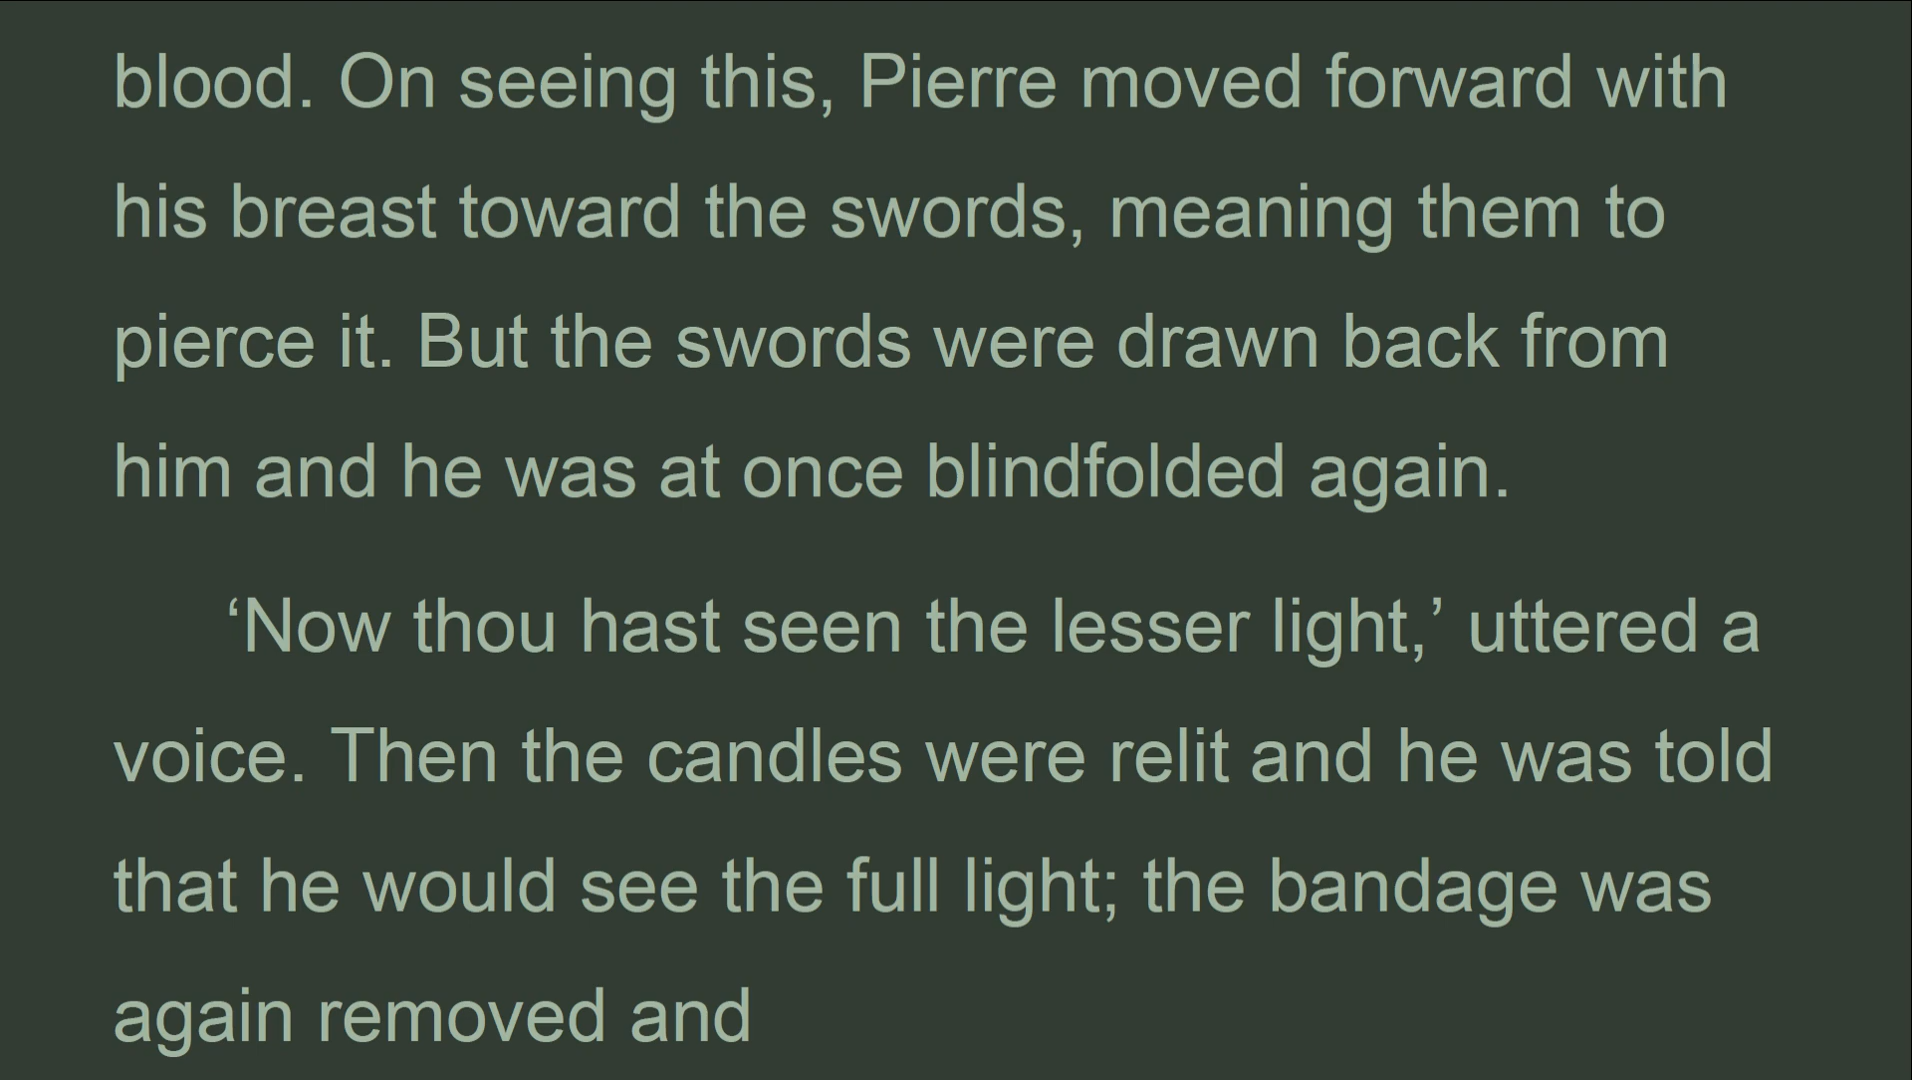 blood. On seeing this, Pierre moved forward with
his breast toward the swords, meaning them to
pierce it. But the swords were drawn back from
him and he was at once blindfolded again.
‘Now thou hast seen the lesser light,’ uttered a
voice. Then the candles were relit and he was told
that he would see the full light; the bandage was
again removed and